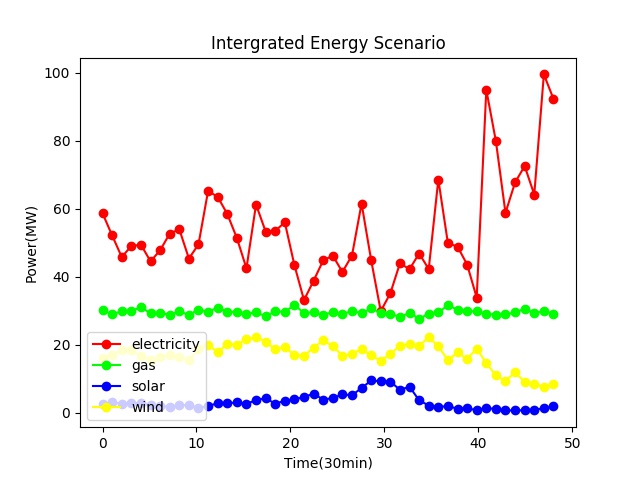 Intergrated Energy Scenario
Power(MW)
100
80
60
40
20
0
electricity
gas
solar
wind
0 10 20 30 40 50
Time(30min)